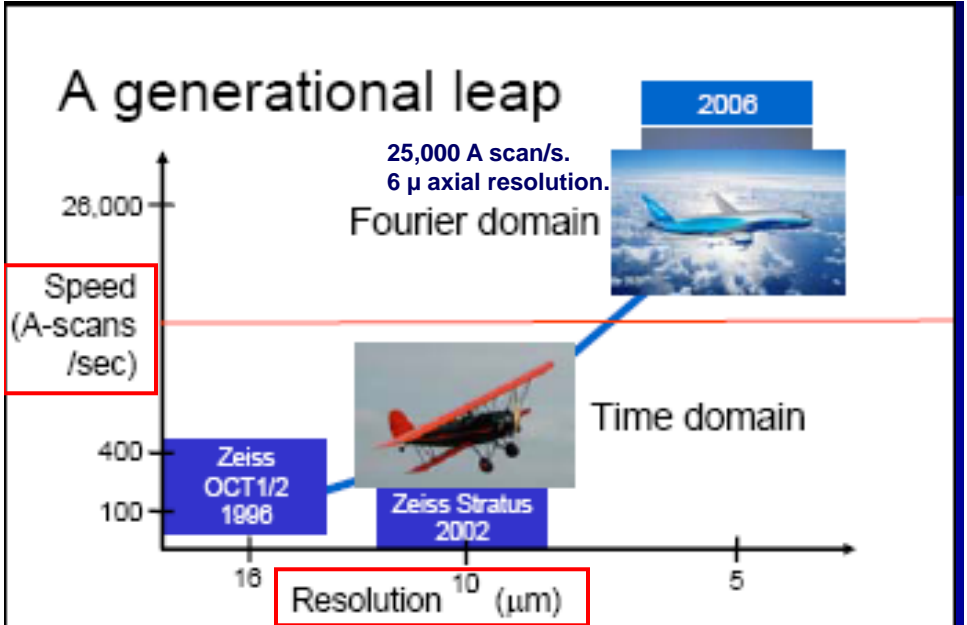 A generational leap
2006
25,000 A scan/s.
6 µ axial resolution.
26,000
Fourier domain
Speed
(A-scans
/sec)
Time domain
400
100
Zeiss
OCT1/2
1996
Zeiss Stratus
2002
16
10
5
Resolution
(µm)